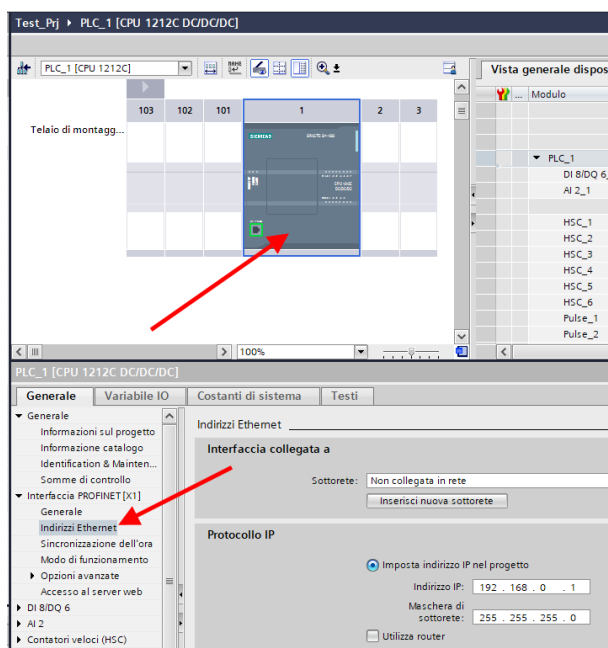 Test_Prj ▸ PLC_1 [CPU 1212C DC/DC/DC]
PLC_1 [CPU 1212C]
Vista generale dispos
... Modulo
103 102 101 1 2 3
Telaio di montagg...
SIEMENS
PLC_1
DI 8/DQ 6_
AI 2_1
HSC_1
HSC_2
HSC_3
HSC_4
HSC_5
HSC_6
Pulse_1
Pulse_2
100%
PLC_1 [CPU 1212C DC/DC/DC]
Generale Variabile IO Costanti di sistema Testi
Generale
Informazioni sul progetto
Informazione catalogo
Identification & Mainten...
Somme di controllo
Interfaccia PROFINET [X1]
Generale
Indirizzi Ethernet
Sincronizzazione dell'ora
Modo di funzionamento
Opzioni avanzate
Accesso al server web
DI 8/DQ 6
AI 2
Contatori veloci (HSC)
Indirizzi Ethernet
Interfaccia collegata a
Sottorete: Non collegata in rete
Inserisci nuova sottorete
Protocollo IP
Imposta indirizzo IP nel progetto
Indirizzo IP: 192 . 168 . 0 . 1
Maschera di
sottorete: 255 . 255 . 255 . 0
Utilizza router